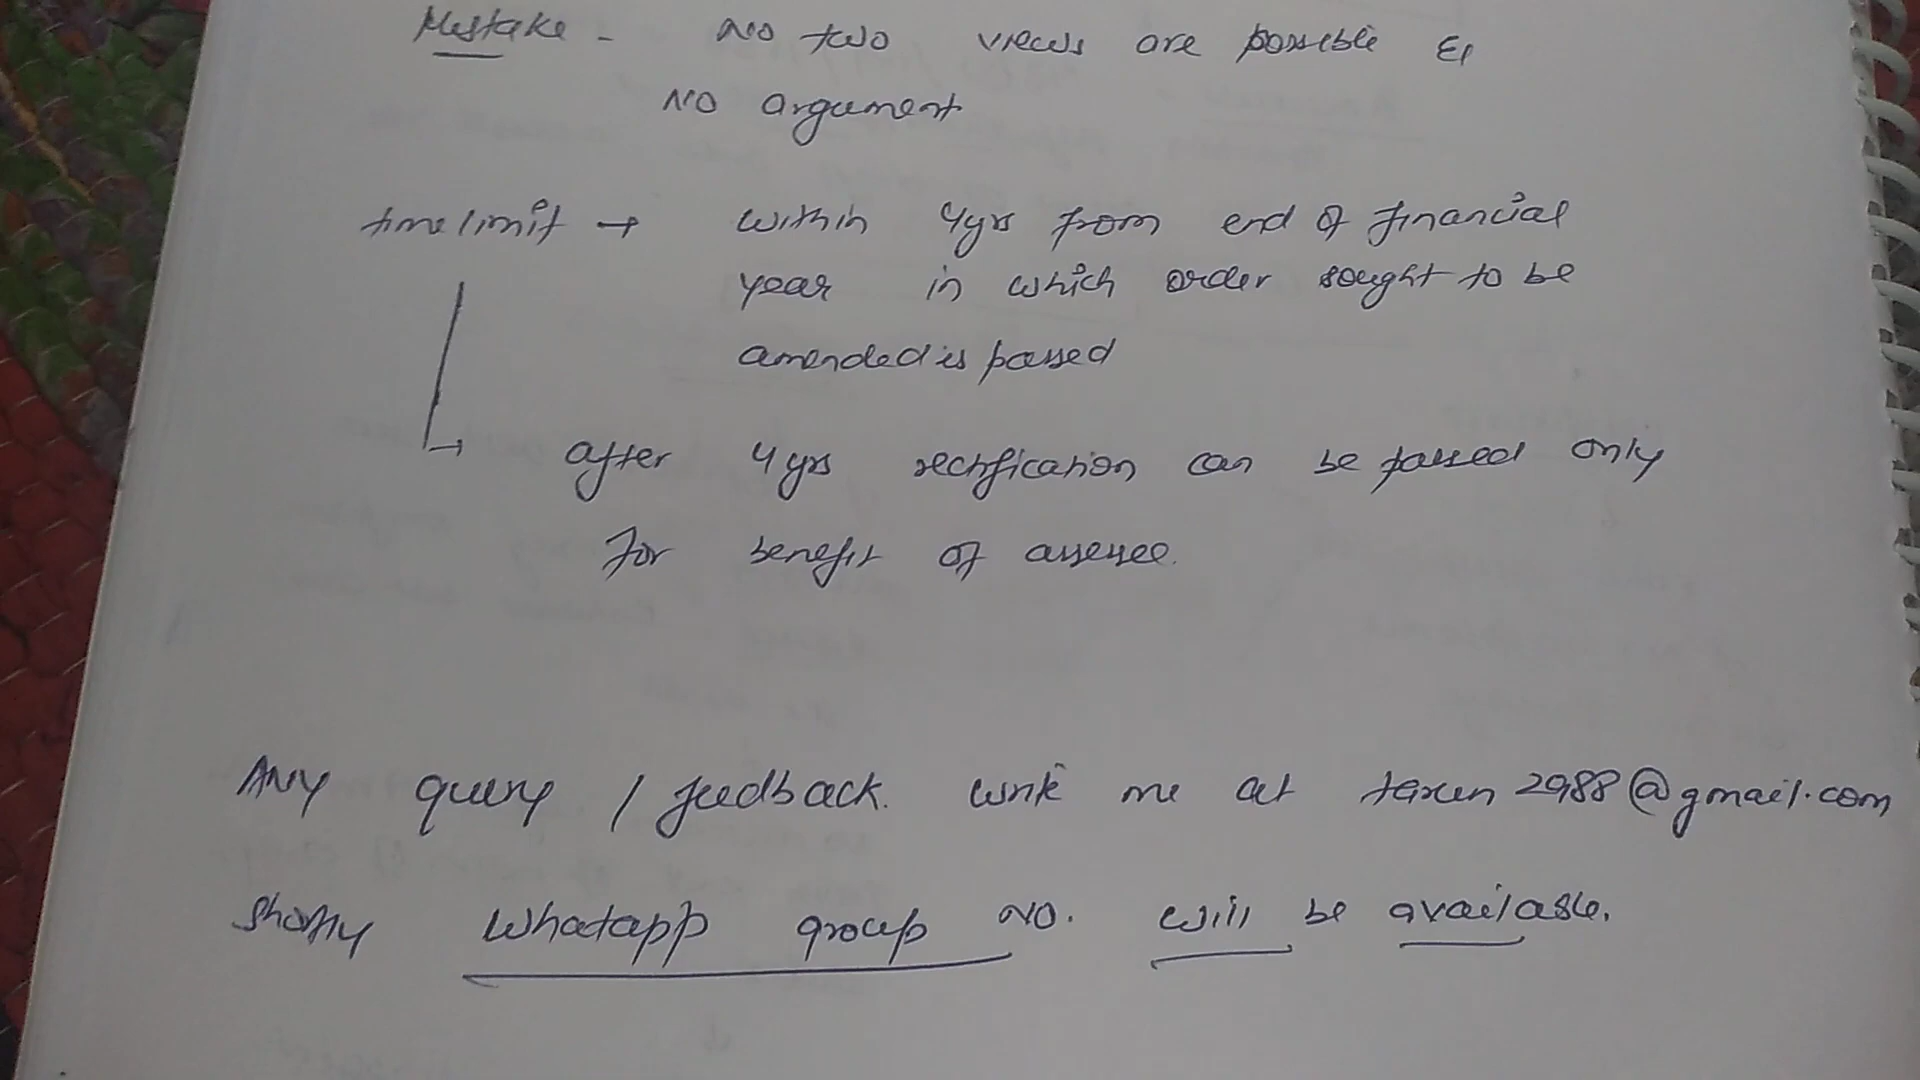 Mistake - No two views are possible &
No argument
time limit → within 4yrs from end of financial
year in which order sought to be
amended is passed
after 4yrs rectification can be passed only
For benefit of assessee.
Any query / feedback. write me at tarun2988@gmail.com
shortly whatapp group no. will be available.